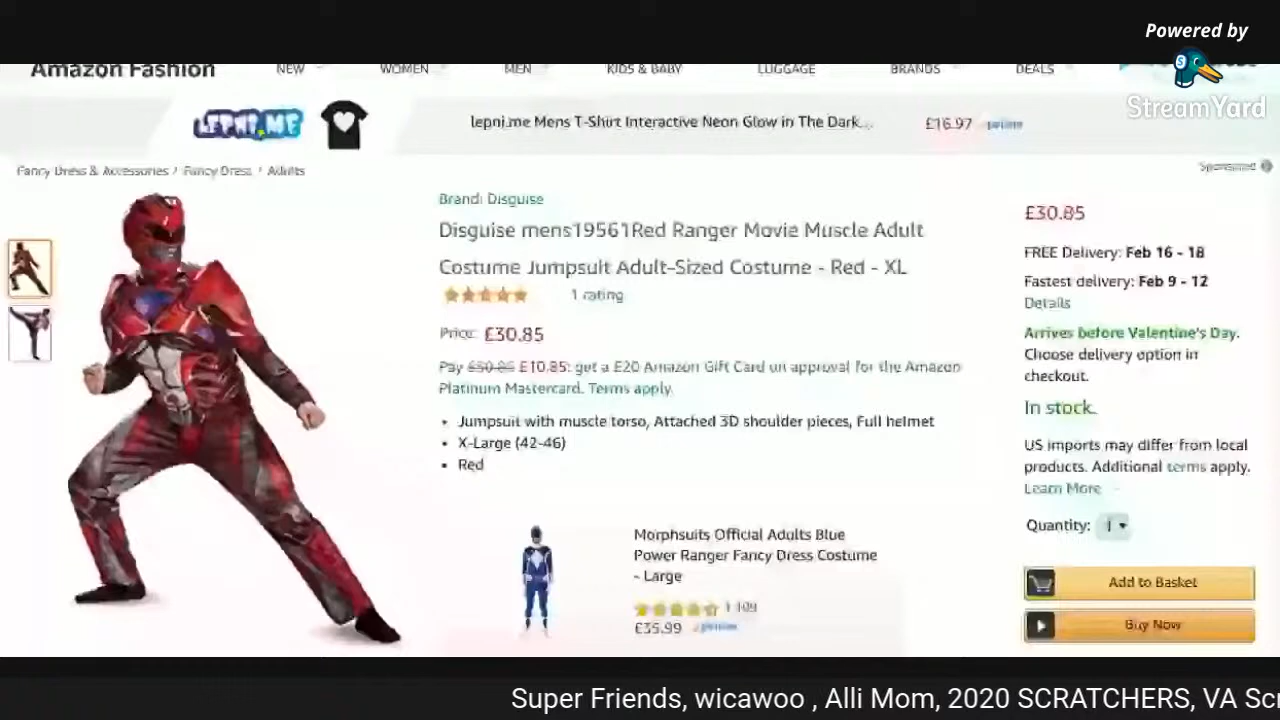 Powered by
StreamYard
Amazon Fashion
NEW
WOMEN
MEN
KIDS & BABY
LUGGAGE
BRANDS
DEALS
LEPNI.ME
lepni.me Mens T-Shirt Interactive Neon Glow in The Dark...
£16.97
Sponsored
Fancy Dress & Accessories / Fancy Dress / Adults
Brand: Disguise
Disguise mens19561Red Ranger Movie Muscle Adult
Costume Jumpsuit Adult-Sized Costume - Red - XL
1 rating
Price: £30.85
Pay £30.85 £10.85: get a £20 Amazon Gift Card on approval for the Amazon
Platinum Mastercard. Terms apply.
• Jumpsuit with muscle torso, Attached 3D shoulder pieces, Full helmet
• X-Large (42-46)
• Red
Morphsuits Official Adults Blue
Power Ranger Fancy Dress Costume
- Large
£35.99
£30.85
FREE Delivery: Feb 16 - 18
Fastest delivery: Feb 9 - 12
Details
Arrives before Valentine's Day.
Choose delivery option in
checkout.
In stock.
US imports may differ from local
products. Additional terms apply.
Learn More
Quantity: 1
Add to Basket
Buy Now
Super Friends, wicawoo , Alli Mom, 2020 SCRATCHERS, VA Scr